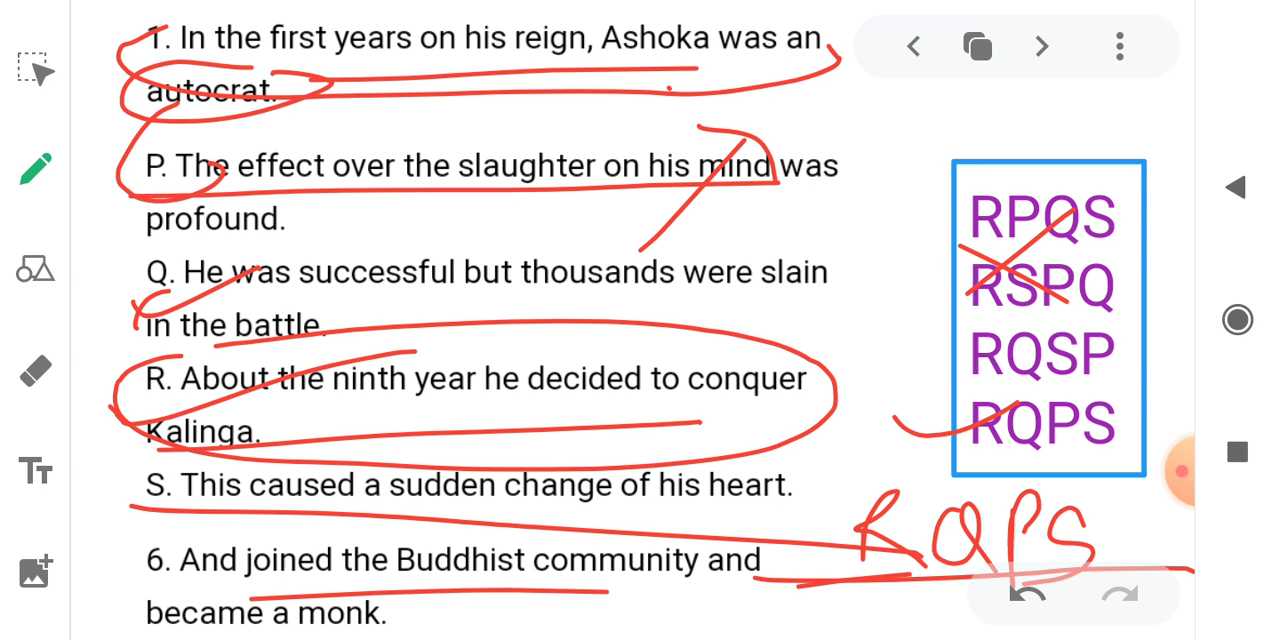 1. In the first years on his reign, Ashoka was an
autocrat.
P. The effect over the slaughter on his mind was
profound.
Q. He was successful but thousands were slain
in the battle.
R. About the ninth year he decided to conquer
Kalinga.
S. This caused a sudden change of his heart.
6. And joined the Buddhist community and
became a monk.
RPQS
RSPQ
RQSP
RQPS
RQPS
Tт